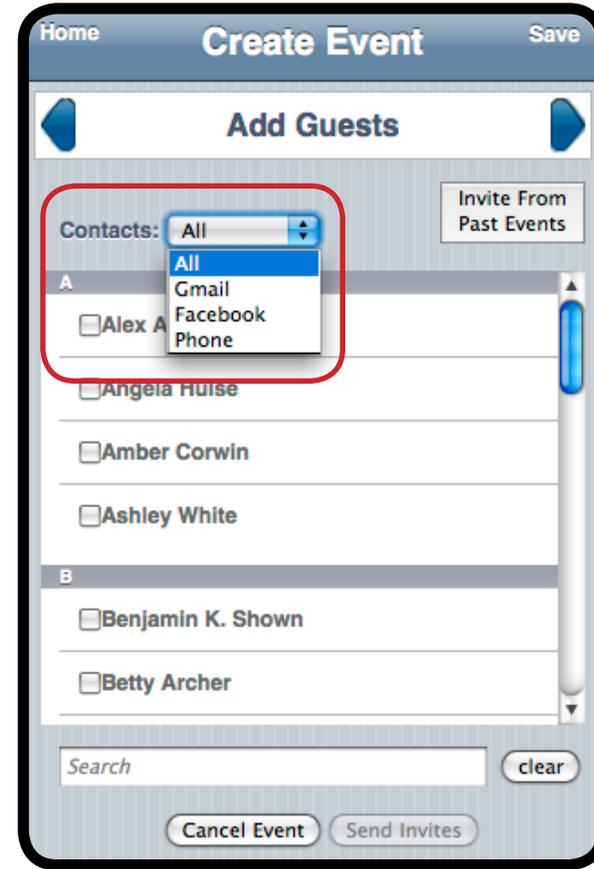 Home Create Event Save
Add Guests
Invite From
Past Events
Contacts: All
All
Gmail
Facebook
Phone
A
Alex A
Angela Hulse
Amber Corwin
Ashley White
B
Benjamin K. Shown
Betty Archer
Search clear
Cancel Event Send Invites